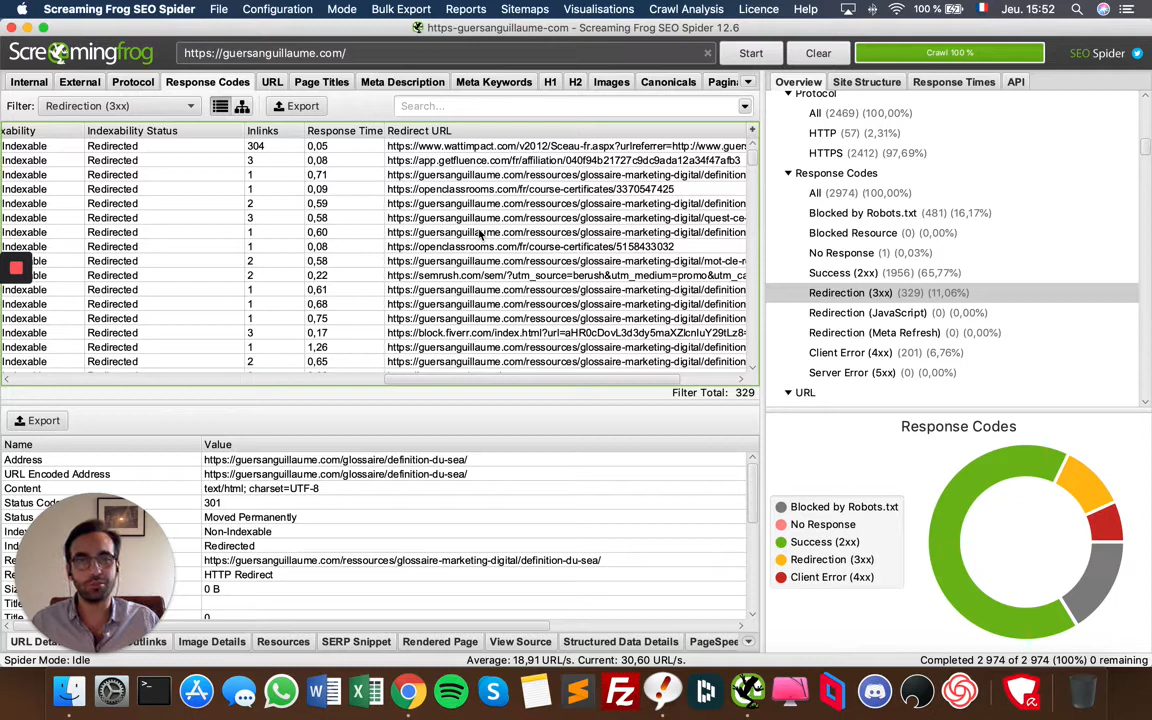 Screaming Frog SEO Spider File Configuration Mode Bulk Export Reports Sitemaps Visualisations Crawl Analysis Licence Help 100 % Jeu. 15:52
https-guersanguillaume-com - Screaming Frog SEO Spider 12.6
Screamingfrog https://guersanguillaume.com/ × Start Clear Crawl 100 % SEO Spider
Internal External Protocol Response Codes URL Page Titles Meta Description Meta Keywords H1 H2 Images Canonicals Pagin
Overview Site Structure Response Times API
Filter: Redirection (3xx) Export Search...
xability Indexability Status Inlinks Response Time Redirect URL +
Indexable Redirected 304 0,05 https://www.wattimpact.com/v2012/Sceau-fr.aspx?urlreferrer=http://www.guer
Indexable Redirected 3 0,08 https://app.getfluence.com/fr/affiliation/040f94b21727c9dc9ada12a34f47afb3
Indexable Redirected 1 0,71 https://guersanguillaume.com/ressources/glossaire-marketing-digital/definition
Indexable Redirected 1 0,09 https://openclassrooms.com/fr/course-certificates/3370547425
Indexable Redirected 2 0,59 https://guersanguillaume.com/ressources/glossaire-marketing-digital/definition
Indexable Redirected 3 0,58 https://guersanguillaume.com/ressources/glossaire-marketing-digital/quest-ce-
Indexable Redirected 1 0,60 https://guersanguillaume.com/ressources/glossaire-marketing-digital/definition
Indexable Redirected 1 0,08 https://openclassrooms.com/fr/course-certificates/5158433032
Indexable Redirected 2 0,58 https://guersanguillaume.com/ressources/glossaire-marketing-digital/mot-cle-
Indexable Redirected 2 0,22 https://semrush.com/sem/?utm_source=berush&utm_medium=promo&utm_ca
Indexable Redirected 1 0,61 https://guersanguillaume.com/ressources/glossaire-marketing-digital/definition
Indexable Redirected 1 0,68 https://guersanguillaume.com/ressources/glossaire-marketing-digital/definition
Indexable Redirected 1 0,75 https://guersanguillaume.com/ressources/glossaire-marketing-digital/definition
Indexable Redirected 3 0,17
Indexable Redirected 1 1,26 https://guersanguillaume.com/ressources/glossaire-marketing-digital/definition
Indexable Redirected 2 0,65 https://guersanguillaume.com/ressources/glossaire-marketing-digital/definition
Filter Total: 329
Export
Name Value
Address https://guersanguillaume.com/glossaire/definition-du-sea/
URL Encoded Address https://guersanguillaume.com/glossaire/definition-du-sea/
Content text/html; charset=UTF-8
Status Code 301
Status Moved Permanently
Inde Non-Indexable
Ind Redirected
Re https://guersanguillaume.com/ressources/glossaire-marketing-digital/definition-du-sea/
Re HTTP Redirect
Siz 0 B
Title
Titl 0
URL Det Inlinks Image Details Resources SERP Snippet Rendered Page View Source Structured Data Details PageSpee
Protocol
All (2469) (100,00%)
HTTP (57) (2,31%)
HTTPS (2412) (97,69%)
Response Codes
All (2974) (100,00%)
Blocked by Robots.txt (481) (16,17%)
Blocked Resource (0) (0,00%)
No Response (1) (0,03%)
Success (2xx) (1956) (65,77%)
Redirection (3xx) (329) (11,06%)
Redirection (JavaScript) (0) (0,00%)
Redirection (Meta Refresh) (0) (0,00%)
Client Error (4xx) (201) (6,76%)
Server Error (5xx) (0) (0,00%)
URL
Response Codes
Blocked by Robots.txt
No Response
Success (2xx)
Redirection (3xx)
Client Error (4xx)
Spider Mode: Idle Average: 18,91 URL/s. Current: 30,60 URL/s. Completed 2 974 of 2 974 (100%) 0 remaining